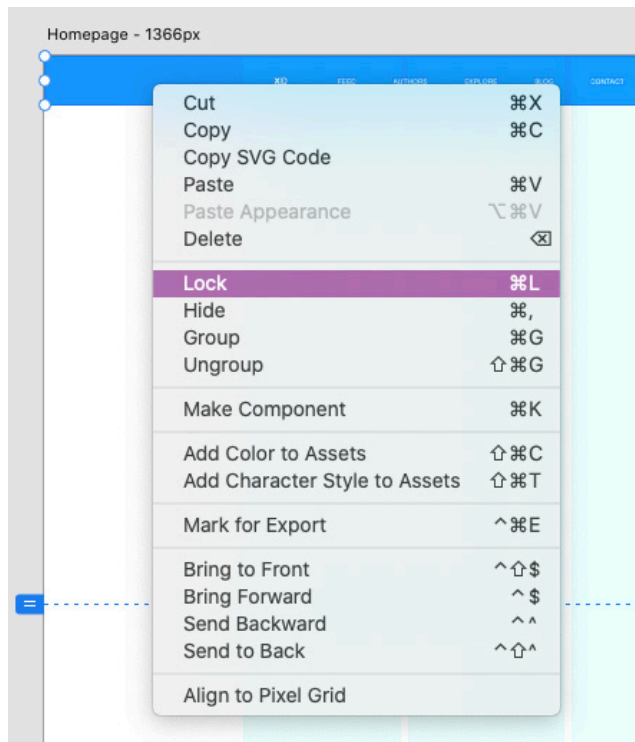 Homepage - 1366px
XD FEED AUTHORS EXPLORE BLOG CONTACT
Cut ⌘X
Copy ⌘C
Copy SVG Code
Paste ⌘V
Paste Appearance ⌥⌘V
Delete ⌫
Lock ⌘L
Hide ⌘,
Group ⌘G
Ungroup ⇧⌘G
Make Component ⌘K
Add Color to Assets ⇧⌘C
Add Character Style to Assets ⇧⌘T
Mark for Export ^⌘E
Bring to Front ^⇧$
Bring Forward ^$
Send Backward ^^
Send to Back ^⇧^
Align to Pixel Grid